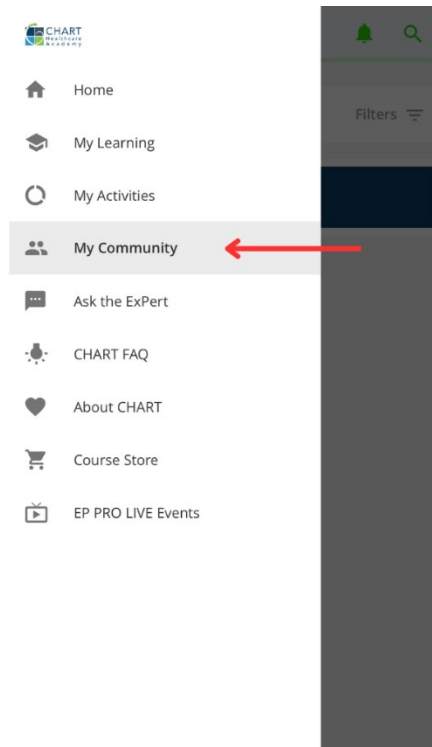 CHART
Healthcare
Academy
Home
Filters
My Learning
My Activities
My Community
Ask the ExPert
CHART FAQ
About CHART
Course Store
EP PRO LIVE Events